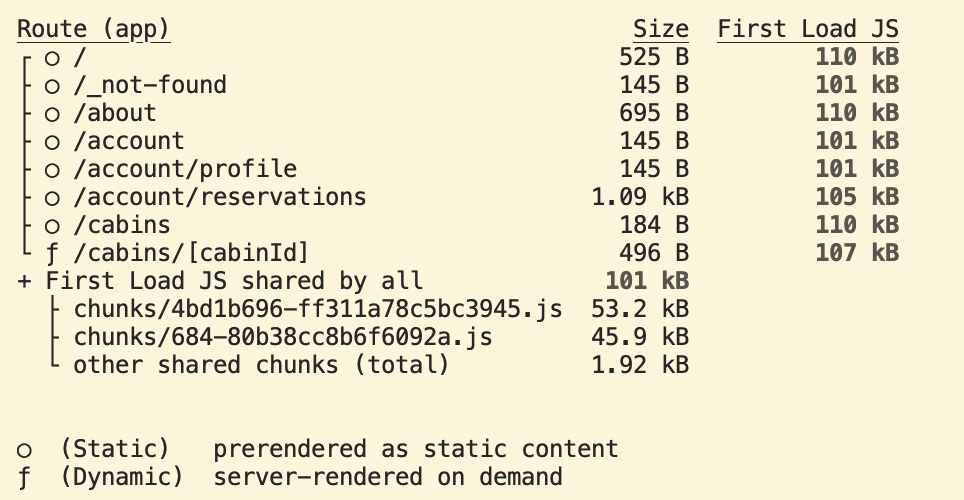 Route (app)                              Size  First Load JS
┌ ○ /                                   525 B         110 kB
├ ○ /_not-found                         145 B         101 kB
├ ○ /about                              695 B         110 kB
├ ○ /account                            145 B         101 kB
├ ○ /account/profile                    145 B         101 kB
├ ○ /account/reservations             1.09 kB         105 kB
├ ○ /cabins                             184 B         110 kB
└ ƒ /cabins/[cabinId]                   496 B         107 kB
+ First Load JS shared by all            101 kB
  ├ chunks/4bd1b696-ff311a78c5bc3945.js  53.2 kB
  ├ chunks/684-80b38cc8b6f6092a.js       45.9 kB
  └ other shared chunks (total)          1.92 kB
○  (Static)   prerendered as static content
ƒ  (Dynamic)  server-rendered on demand